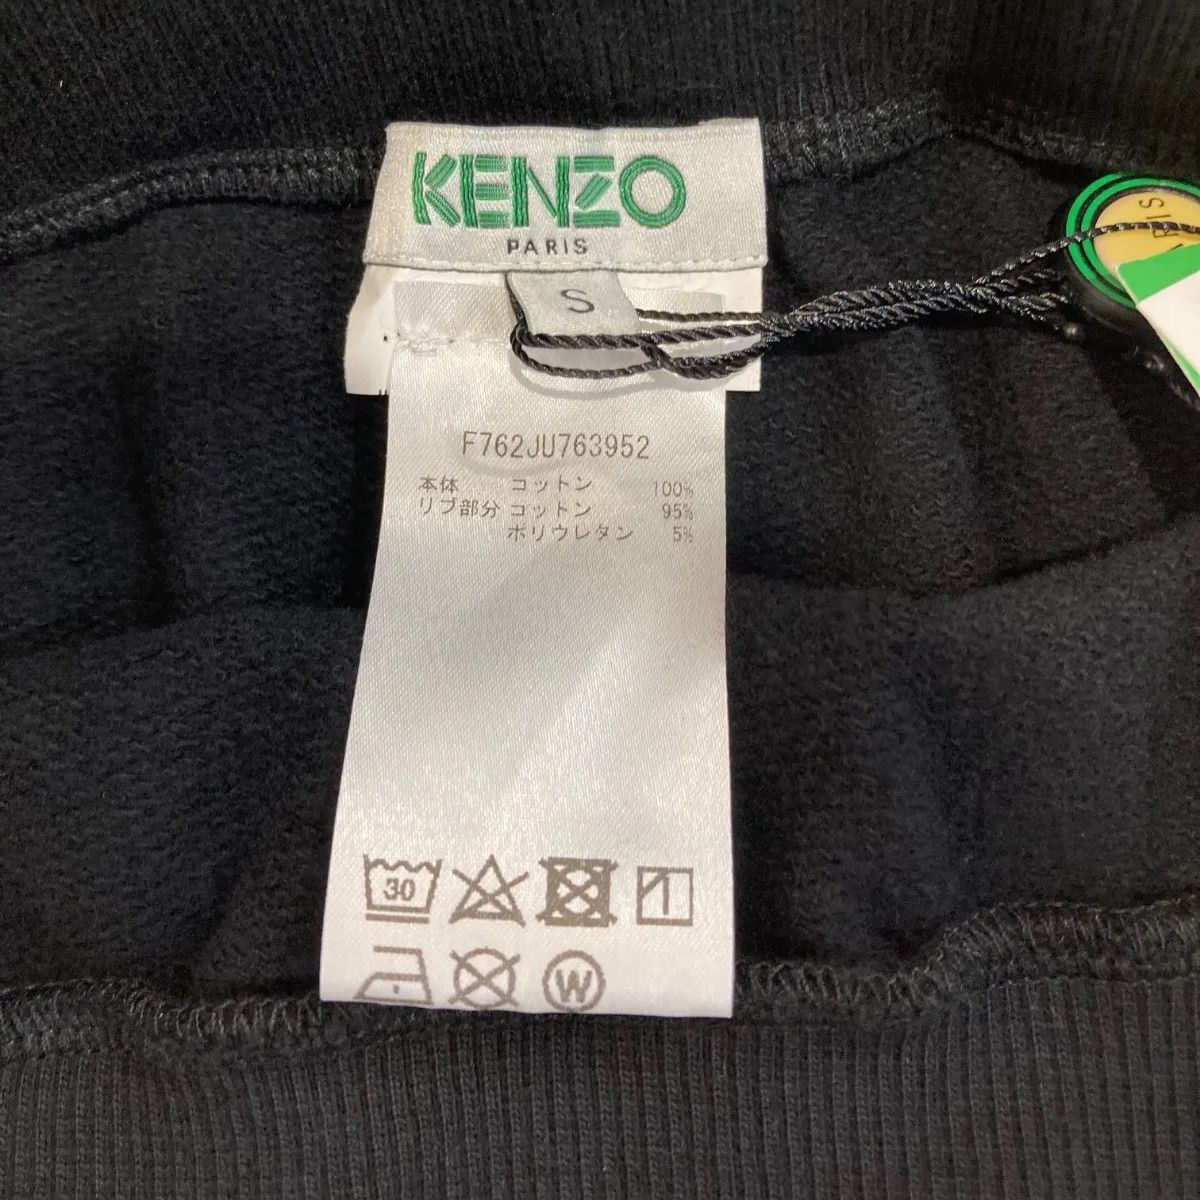 KENZO
PARIS
S
ARIS
F762JU763952
本体 コットン 100%
リブ部分 コットン 95%
ポリウレタン 5%
30
W